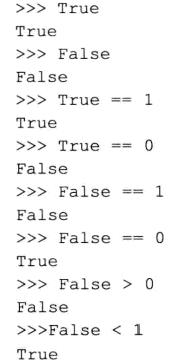 >>> True
True
>>> False
False
>>> True == 1
True
>>> True == 0
False
>>> False == 1
False
>>> False == 0
True
>>> False > 0
False
>>>False < 1
True